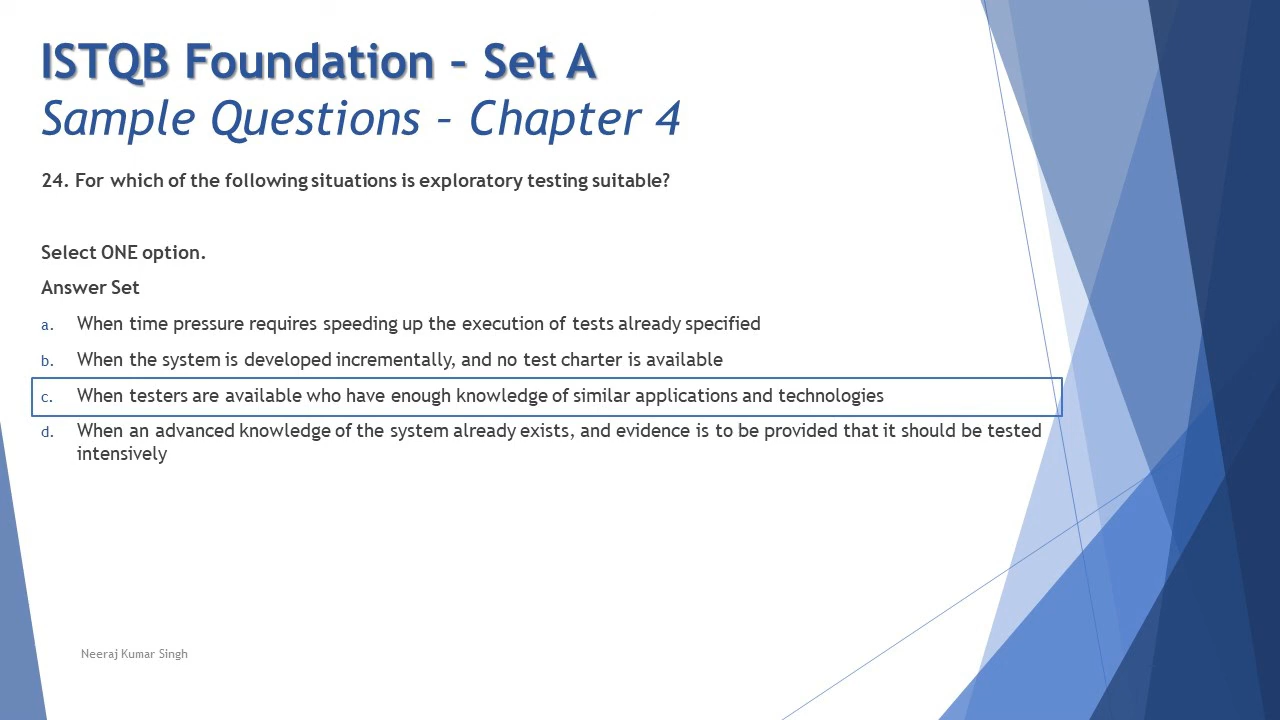 ISTQB Foundation – Set A
Sample Questions – Chapter 4
24. For which of the following situations is exploratory testing suitable?
Select ONE option.
Answer Set
a. When time pressure requires speeding up the execution of tests already specified
b. When the system is developed incrementally, and no test charter is available
c. When testers are available who have enough knowledge of similar applications and technologies
d. When an advanced knowledge of the system already exists, and evidence is to be provided that it should be tested
intensively
Neeraj Kumar Singh